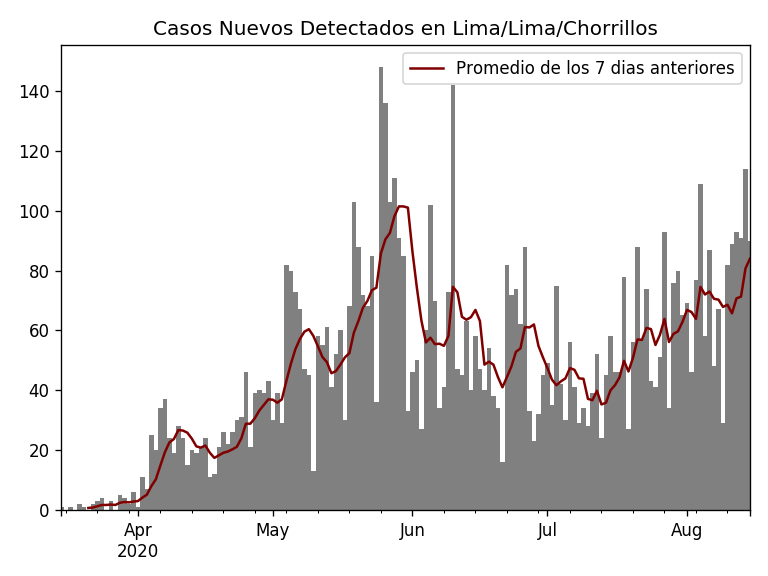 Casos Nuevos Detectados en Lima/Lima/Chorrillos
Promedio de los 7 dias anteriores
140
120
100
80
60
40
20
0
Apr
2020
May
Jun
Jul
Aug